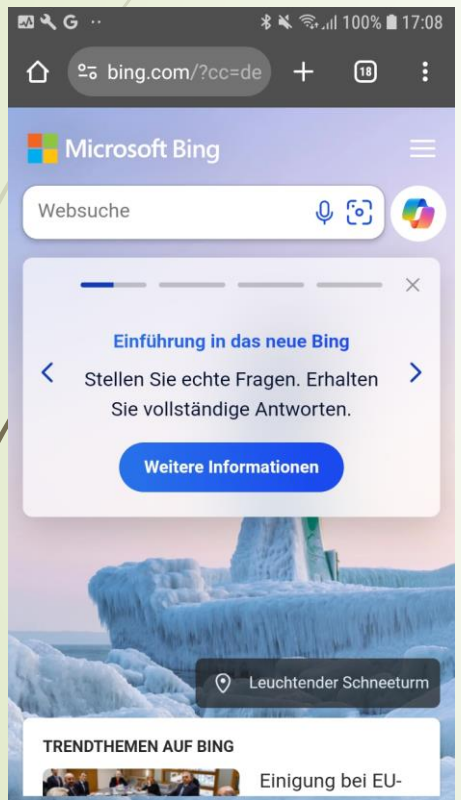 G ·· 100% 17:08
bing.com/?cc=de 18
Microsoft Bing
Websuche
Einführung in das neue Bing
Stellen Sie echte Fragen. Erhalten
Sie vollständige Antworten.
Weitere Informationen
Leuchtender Schneeturm
TRENDTHEMEN AUF BING
Einigung bei EU-